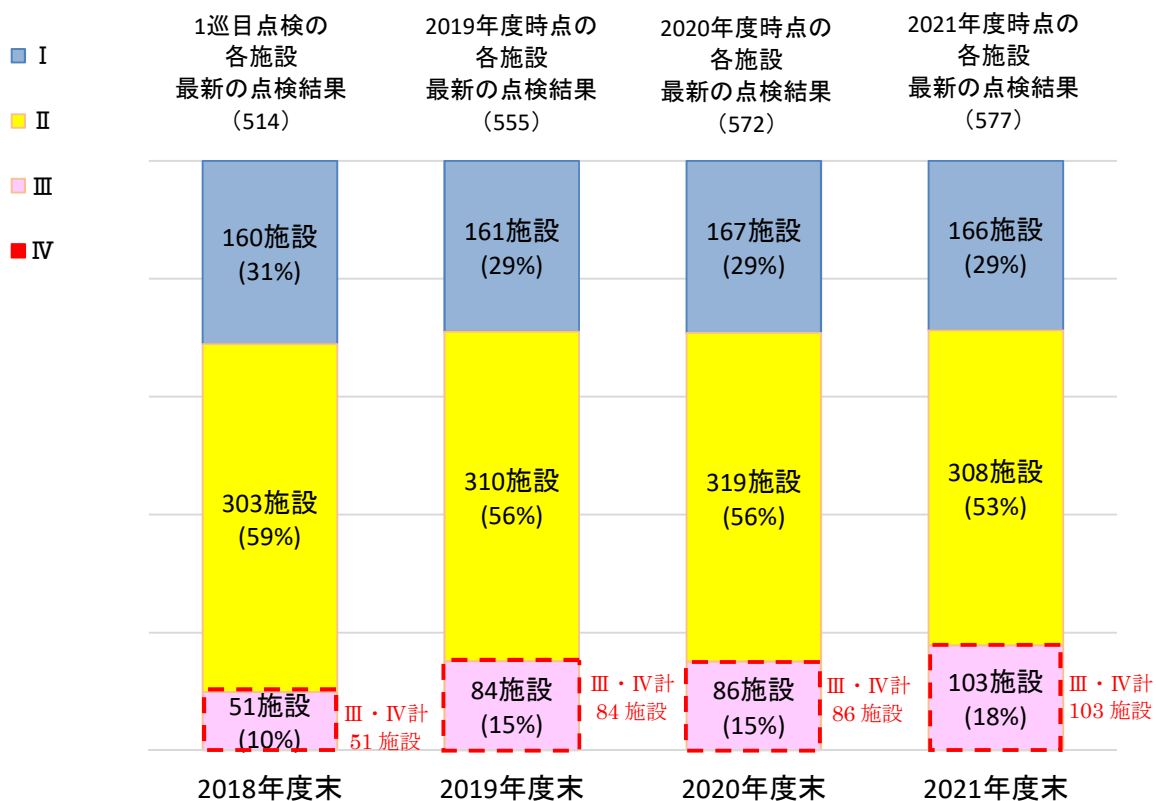 Ⅰ
Ⅱ
Ⅲ
Ⅳ
1巡目点検の
各施設
最新の点検結果
（514）
2019年度時点の
各施設
最新の点検結果
（555）
2020年度時点の
各施設
最新の点検結果
（572）
2021年度時点の
各施設
最新の点検結果
（577）
160施設
(31%)
161施設
(29%)
167施設
(29%)
166施設
(29%)
303施設
(59%)
310施設
(56%)
319施設
(56%)
308施設
(53%)
51施設
(10%)
Ⅲ・Ⅳ計
51 施設
84施設
(15%)
Ⅲ・Ⅳ計
84 施設
86施設
(15%)
Ⅲ・Ⅳ計
86 施設
103施設
(18%)
Ⅲ・Ⅳ計
103 施設
2018年度末
2019年度末
2020年度末
2021年度末